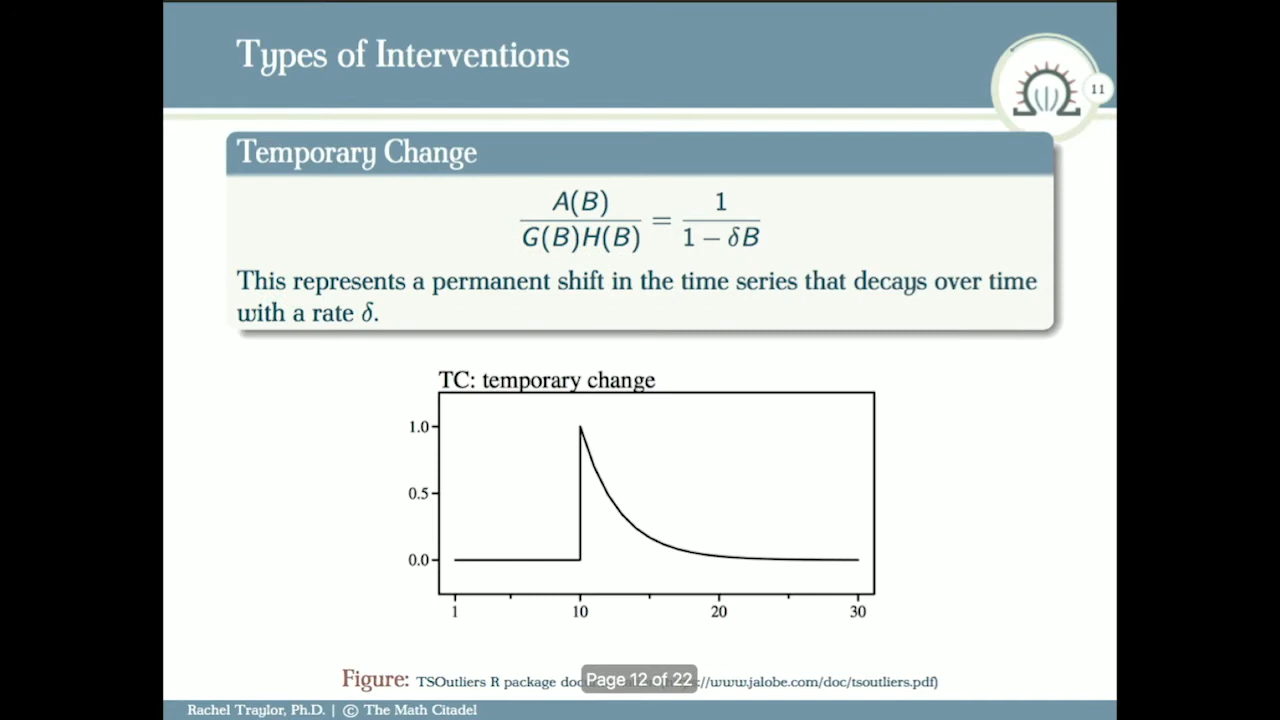 Types of Interventions
11
Temporary Change
A(B) / G(B)H(B) = 1 / 1 − δB
This represents a permanent shift in the time series that decays over time
with a rate δ.
TC: temporary change
1.0
0.5
0.0
1 10 20 30
Figure: TSOutliers R package doc //www.jalobe.com/doc/tsoutliers.pdf)
Page 12 of 22
Rachel Traylor, Ph.D. | © The Math Citadel